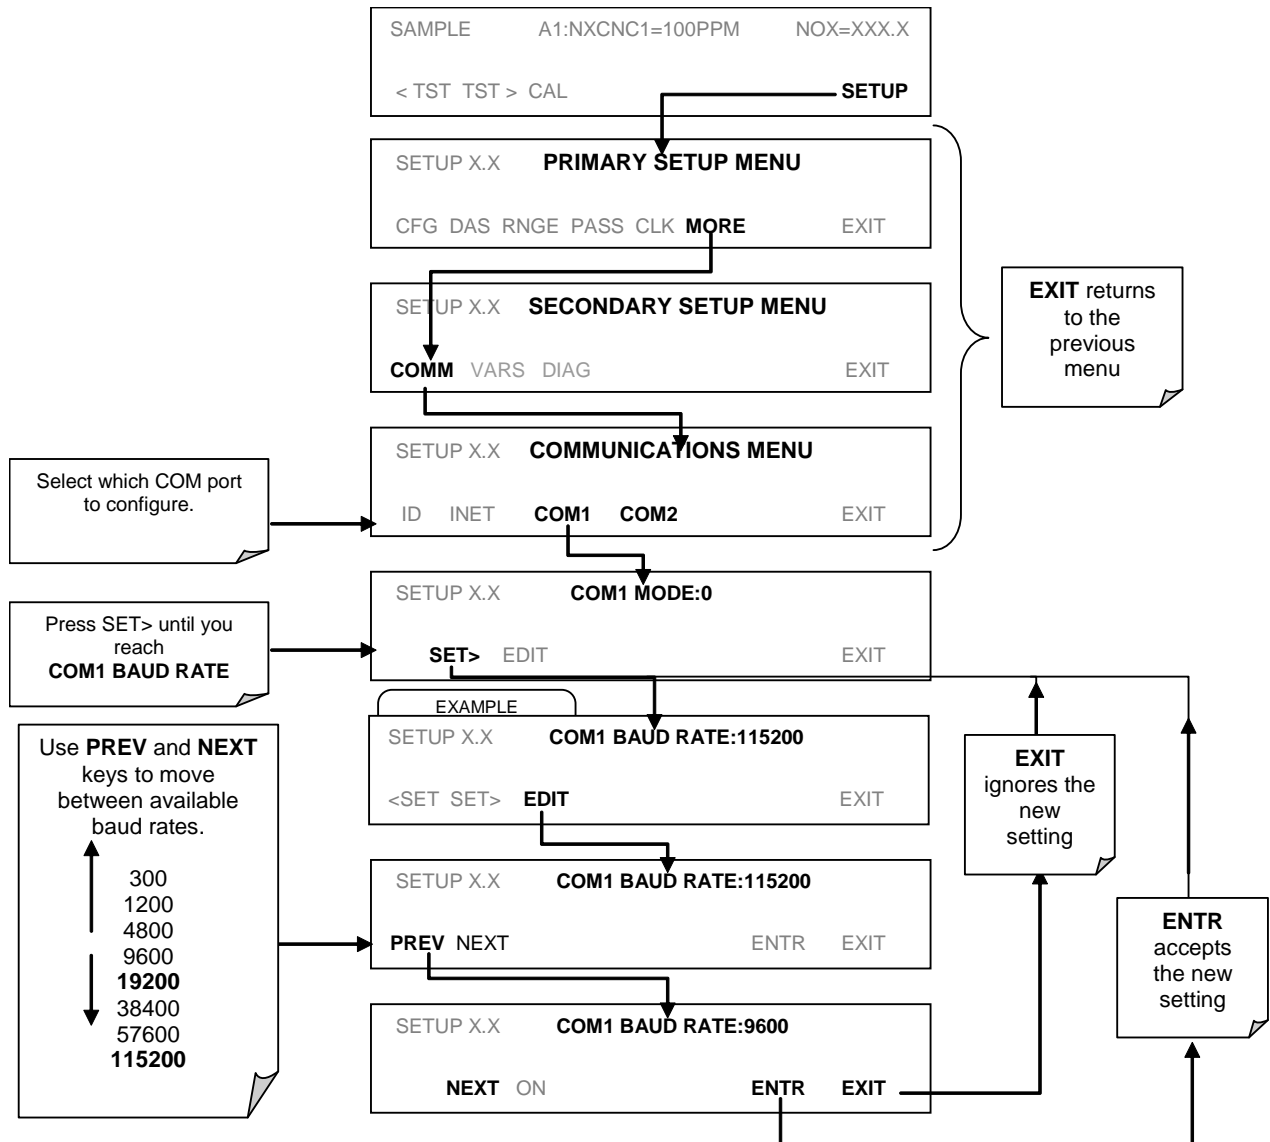 SAMPLE A1:NXCNC1=100PPM NOX=XXX.X
< TST TST > CAL SETUP
SETUP X.X PRIMARY SETUP MENU
CFG DAS RNGE PASS CLK MORE EXIT
SETUP X.X SECONDARY SETUP MENU
COMM VARS DIAG EXIT
EXIT returns
to the
previous
menu
SETUP X.X COMMUNICATIONS MENU
ID INET COM1 COM2 EXIT
Select which COM port
to configure.
SETUP X.X COM1 MODE:0
SET> EDIT EXIT
Press SET> until you
reach
COM1 BAUD RATE
EXAMPLE
SETUP X.X COM1 BAUD RATE:115200
<SET SET> EDIT EXIT
EXIT
ignores the
new
setting
Use PREV and NEXT
keys to move
between available
baud rates.
300
1200
4800
9600
19200
38400
57600
115200
SETUP X.X COM1 BAUD RATE:115200
PREV NEXT ENTR EXIT
ENTR
accepts
the new
setting
SETUP X.X COM1 BAUD RATE:9600
NEXT ON ENTR EXIT